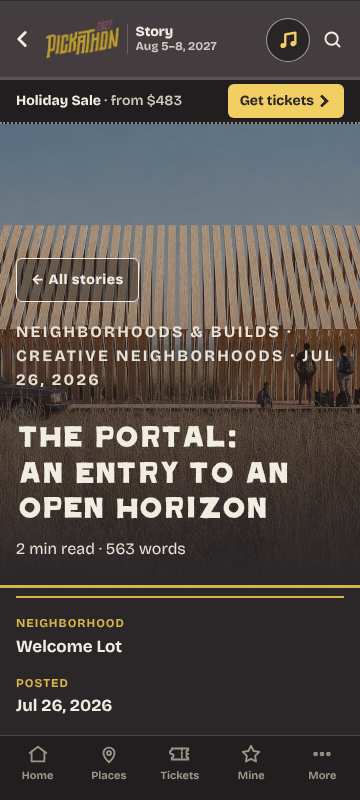 2027
PICKATHON
Story
Aug 5–8, 2027
Holiday Sale · from $483
Get tickets
← All stories
NEIGHBORHOODS & BUILDS ·
CREATIVE NEIGHBORHOODS · JUL
26, 2026
THE PORTAL:
AN ENTRY TO AN
OPEN HORIZON
2 min read · 563 words
NEIGHBORHOOD
Welcome Lot
POSTED
Jul 26, 2026
Home
Places
Tickets
Mine
More